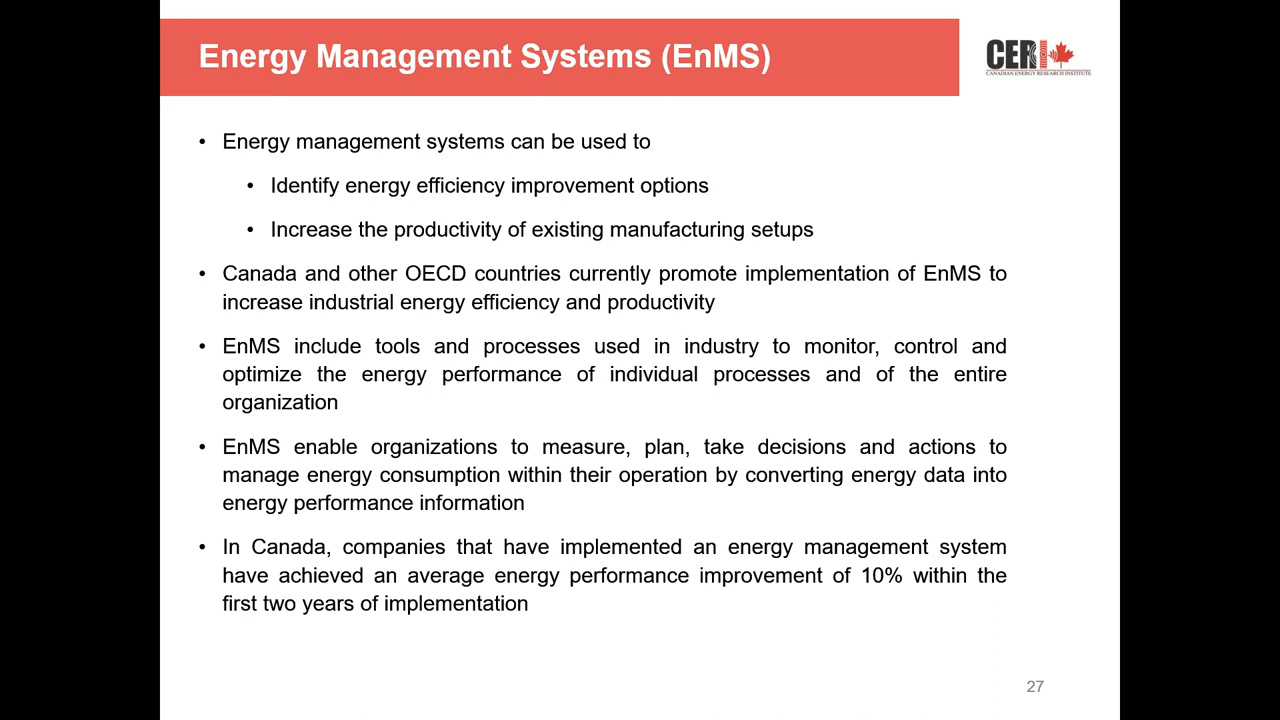 Energy Management Systems (EnMS)
CERI
CANADIAN ENERGY RESEARCH INSTITUTE
• Energy management systems can be used to
• Identify energy efficiency improvement options
• Increase the productivity of existing manufacturing setups
• Canada and other OECD countries currently promote implementation of EnMS to
increase industrial energy efficiency and productivity
• EnMS include tools and processes used in industry to monitor, control and
optimize the energy performance of individual processes and of the entire
organization
• EnMS enable organizations to measure, plan, take decisions and actions to
manage energy consumption within their operation by converting energy data into
energy performance information
• In Canada, companies that have implemented an energy management system
have achieved an average energy performance improvement of 10% within the
first two years of implementation
27